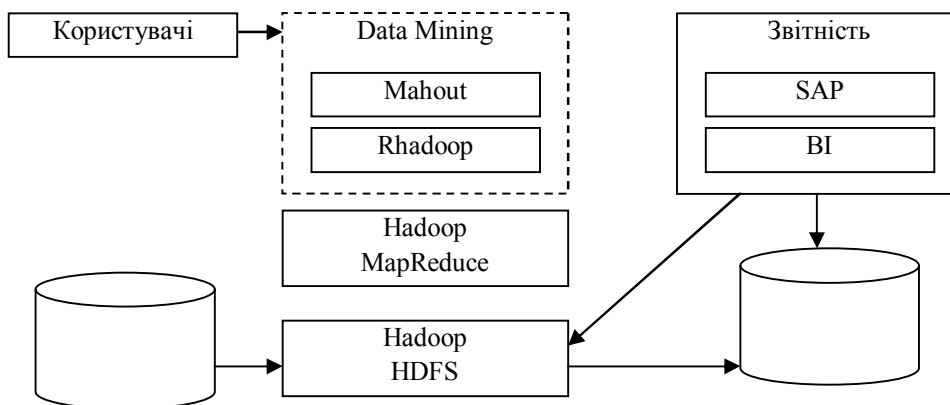 Користувачі
Data Mining
Mahout
Rhadoop
Звітність
SAP
BI
Hadoop
MapReduce
Hadoop
HDFS